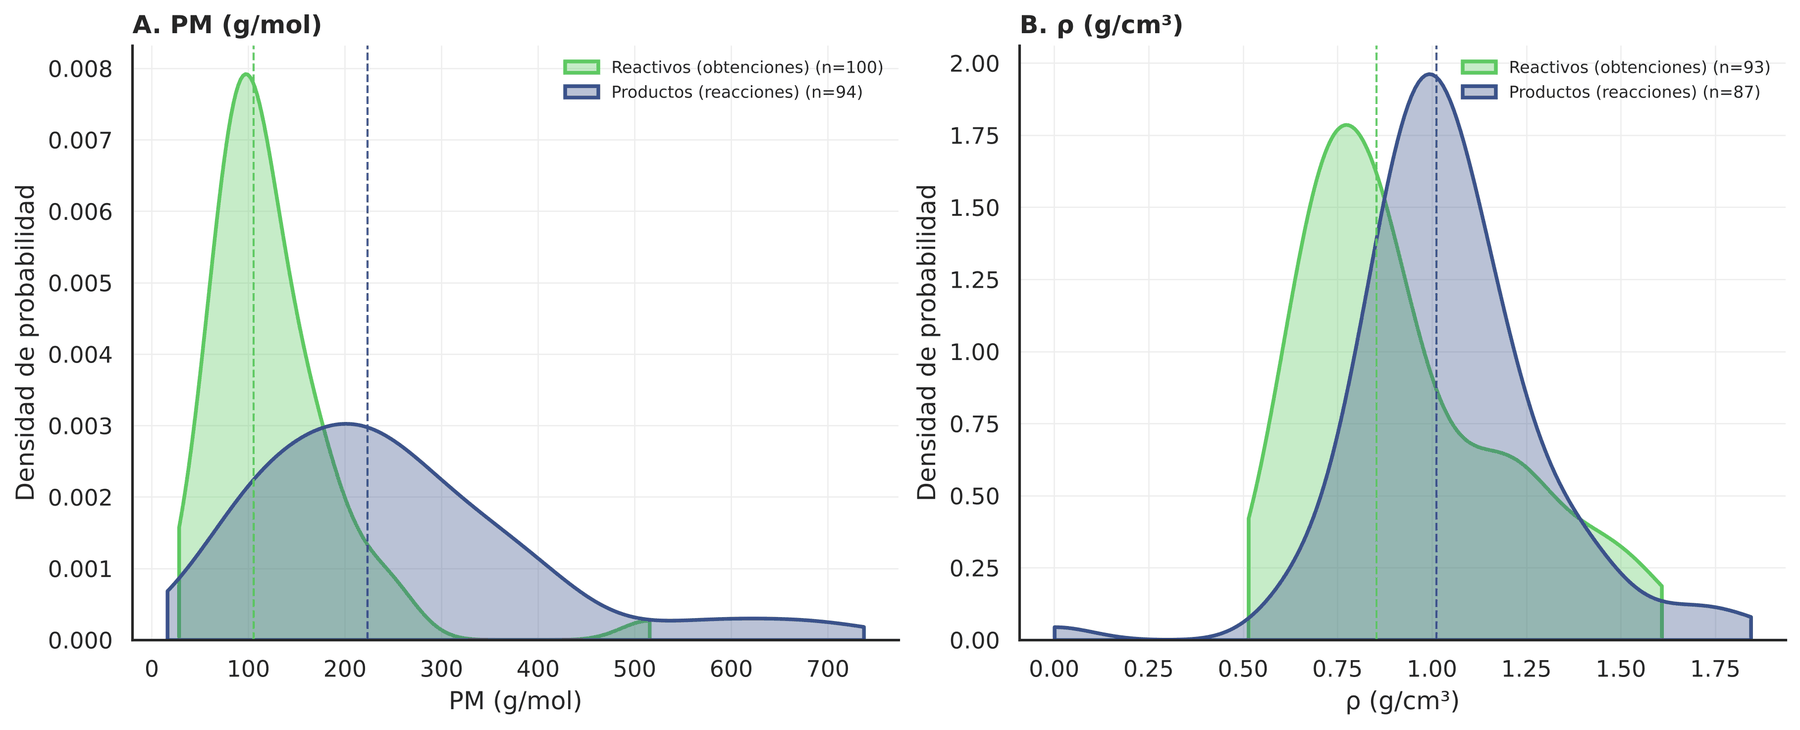 A. PM (g/mol)
Densidad de probabilidad
0.008
0.007
0.006
0.005
0.004
0.003
0.002
0.001
0.000
Reactivos (obtenciones) (n=100)
Productos (reacciones) (n=94)
0 100 200 300 400 500 600 700
PM (g/mol)
B. ρ (g/cm³)
Densidad de probabilidad
2.00
1.75
1.50
1.25
1.00
0.75
0.50
0.25
0.00
Reactivos (obtenciones) (n=93)
Productos (reacciones) (n=87)
0.00 0.25 0.50 0.75 1.00 1.25 1.50 1.75
ρ (g/cm³)